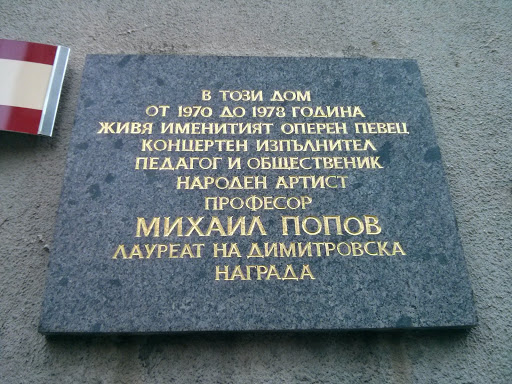 В ТОЗИ ДОМ
ОТ 1970 ДО 1978 ГОДИНА
ЖИВЯ ИМЕНИТИЯТ ОПЕРЕН ПЕВЕЦ
КОНЦЕРТЕН ИЗПЪЛНИТЕЛ
ПЕДАГОГ И ОБЩЕСТВЕНИК
НАРОДЕН АРТИСТ
ПРОФЕСОР
МИХАИЛ ПОПОВ
ЛАУРЕАТ НА ДИМИТРОВСКА
НАГРАДА